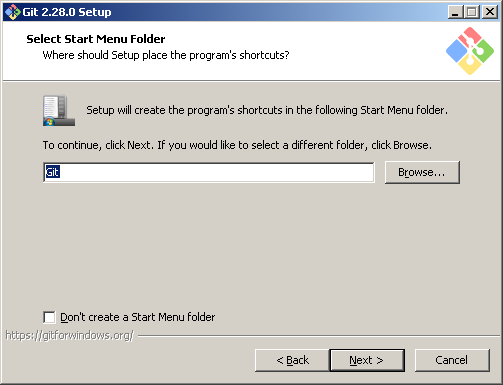 Git 2.28.0 Setup
Select Start Menu Folder
Where should Setup place the program's shortcuts?
Setup will create the program's shortcuts in the following Start Menu folder.
To continue, click Next. If you would like to select a different folder, click Browse.
Git
Browse...
Don't create a Start Menu folder
https://gitforwindows.org/
< Back
Next >
Cancel